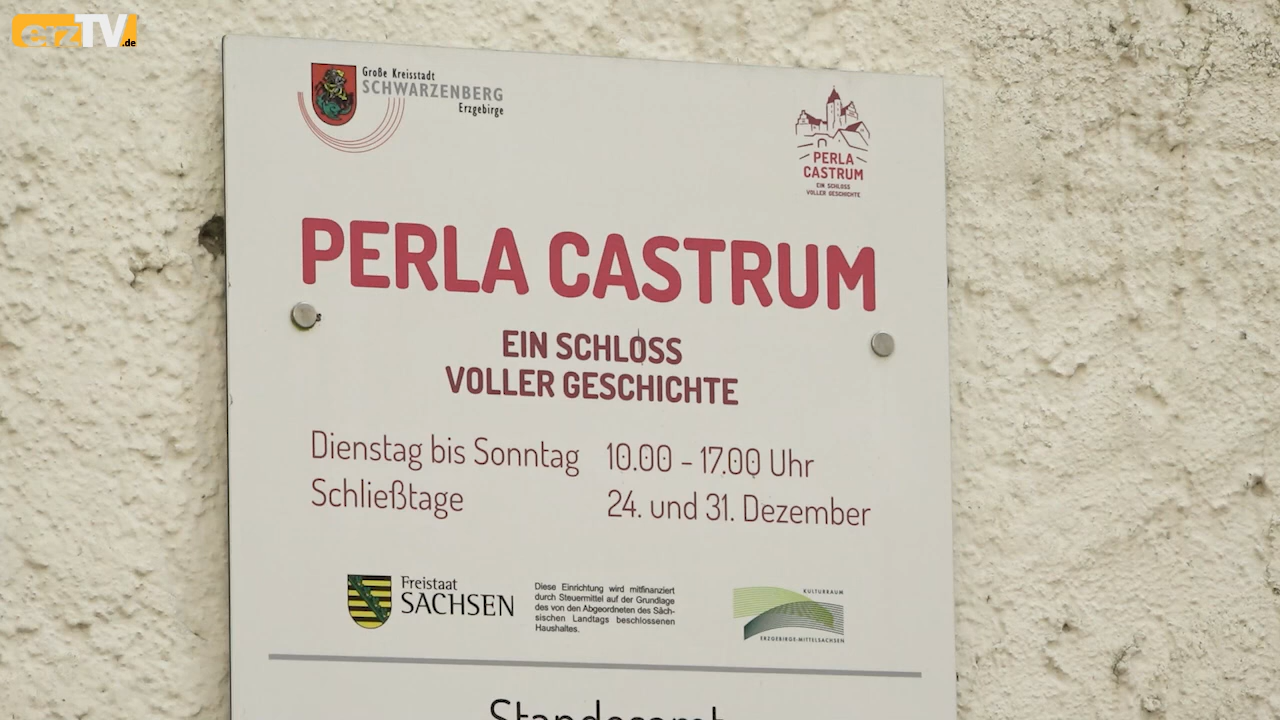 erzTV.de
Große Kreisstadt
SCHWARZENBERG
Erzgebirge
PERLA
CASTRUM
EIN SCHLOSS
VOLLER GESCHICHTE
PERLA CASTRUM
EIN SCHLOSS
VOLLER GESCHICHTE
Dienstag bis Sonntag 10.00 - 17.00 Uhr
Schließtage 24. und 31. Dezember
Freistaat
SACHSEN
Diese Einrichtung wird mitfinanziert
durch Steuermittel auf der Grundlage
des von den Abgeordneten des Säch-
sischen Landtags beschlossenen
Haushaltes.
KULTURRAUM
ERZGEBIRGE-MITTELSACHSEN
Standesamt